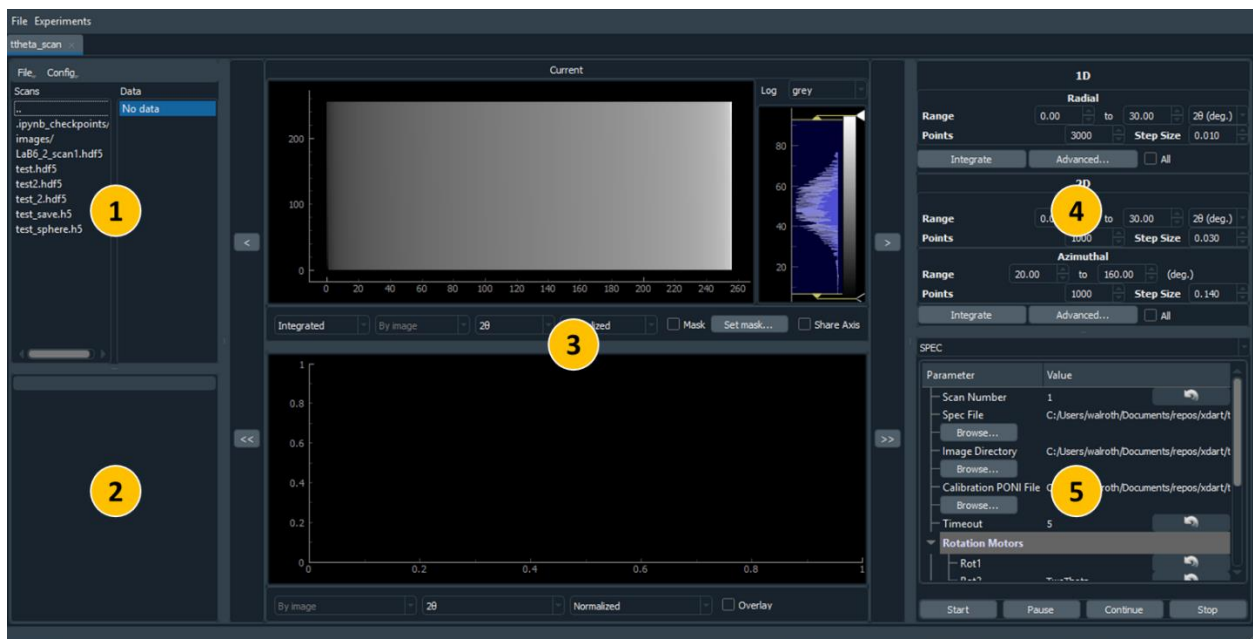 File Experiments
ttheta_scan ×
File_ Config_
Scans Data
.. No data
.ipynb_checkpoints/
images/
LaB6_2_scan1.hdf5
test.hdf5
test2.hdf5
test_2.hdf5
test_save.h5
test_sphere.h5
1
2
<
<<
Current
Log grey
200
100
0
0 20 40 60 80 100 120 140 160 180 200 220 240 260
80
60
40
20
Integrated By image 2θ Mask Set mask... Share Axis
3
1
0.8
0.6
0.4
0.2
0
0 0.2 0.4 0.6 0.8 1
By image 2θ Normalized Overlay
>
>>
1D
Radial
Range 0.00 to 30.00 2θ (deg.)
Points 3000 Step Size 0.010
Integrate Advanced... All
2D
4
Range to 30.00 2θ (deg.)
Points 1000 Step Size 0.030
Azimuthal
Range 20.00 to 160.00 (deg.)
Points 1000 Step Size 0.140
Integrate Advanced... All
SPEC
Parameter Value
Scan Number 1
Spec File C:/Users/walroth/Documents/repos/xdart/t
Browse...
Image Directory C:/Users/walroth/Documents/repos/xdart/t
Browse...
Calibration PONI File /Documents/repos/xdart/t
5
Browse...
Timeout 5
Rotation Motors
Rot1
Rot2 TwoTheta
Start Pause Continue Stop